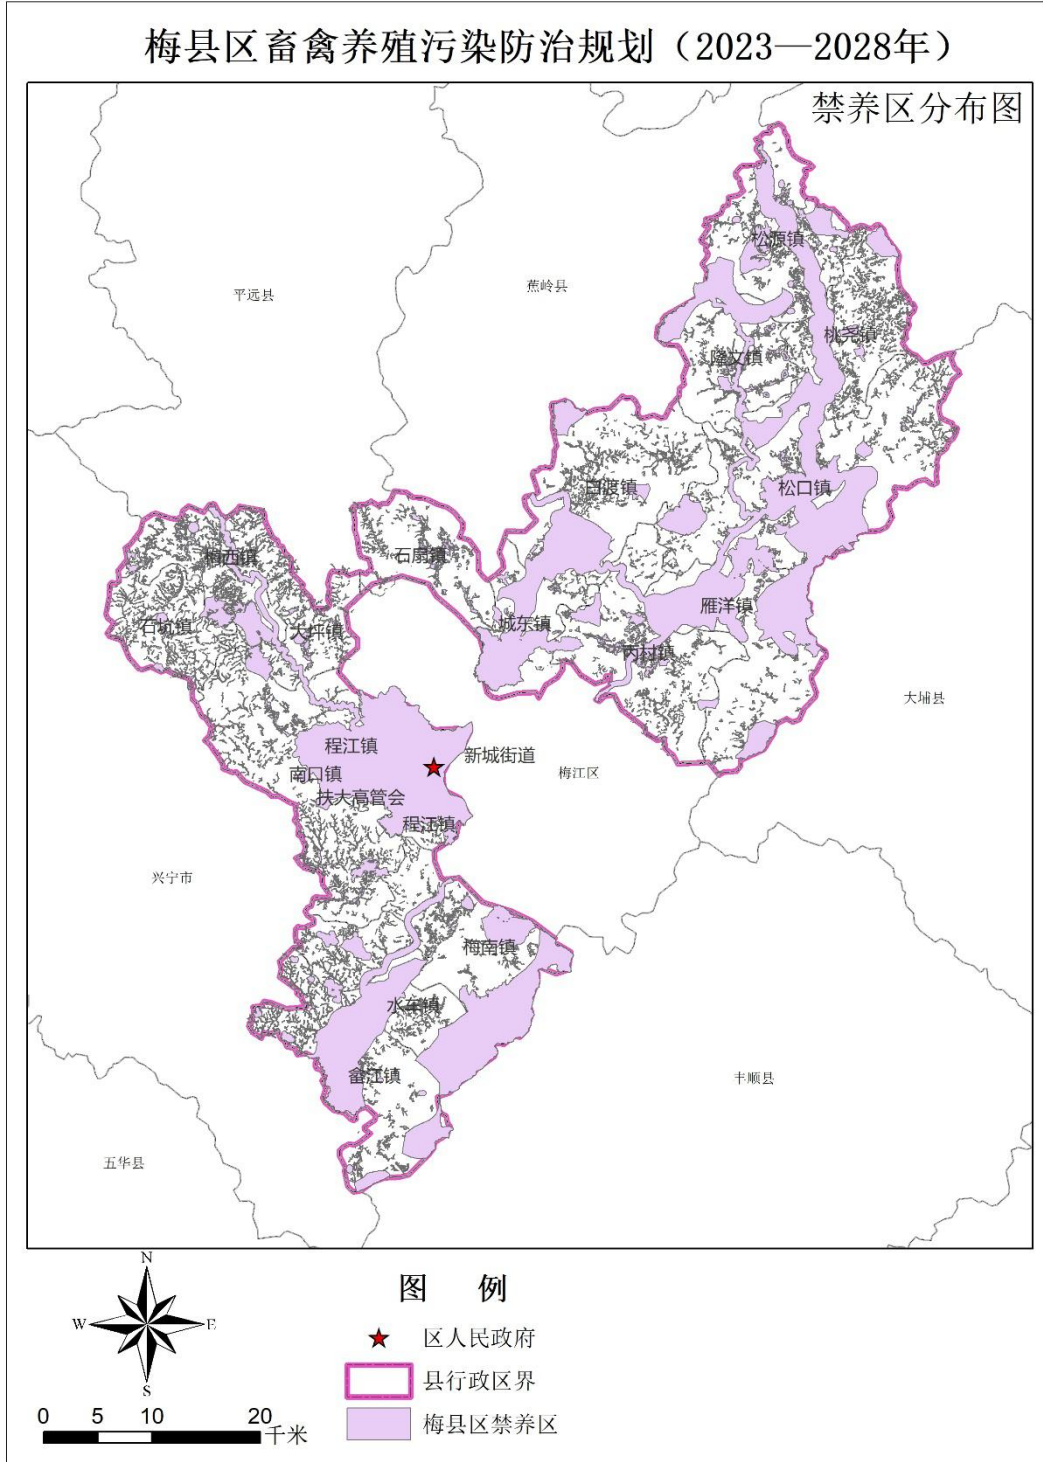 梅县区畜禽养殖污染防治规划（2023—2028年）
禁养区分布图
松源镇
蕉岭县
平远县
桃尧镇
隆文镇
白渡镇
松口镇
石扇镇
梅西镇
雁洋镇
城东镇
石坑镇
大坪镇
丙村镇
大埔县
程江镇
新城街道
南口镇
梅江区
扶大高管会
程江镇
兴宁市
梅南镇
水车镇
畲江镇
丰顺县
五华县
N
W E
S
图 例
区人民政府
县行政区界
梅县区禁养区
0 5 10 20
千米